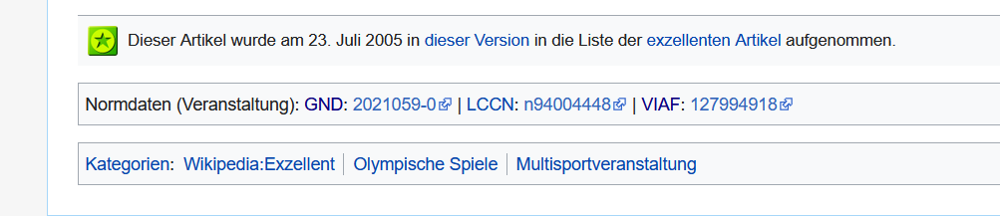 Dieser Artikel wurde am 23. Juli 2005 in dieser Version in die Liste der exzellenten Artikel aufgenommen.
Normdaten (Veranstaltung): GND: 2021059-0 | LCCN: n94004448 | VIAF: 127994918
Kategorien: Wikipedia:Exzellent | Olympische Spiele | Multisportveranstaltung